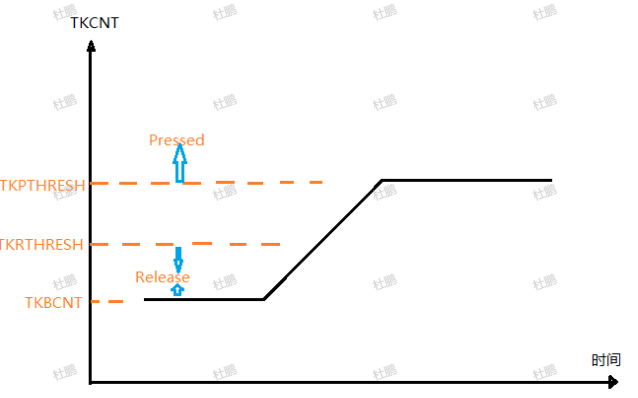 TKCNT
Pressed
TKPTHRESH
TKRTHRESH
Release
TKBCNT
时间
杜鹏 杜鹏 杜鹏 杜鹏
杜鹏 杜鹏 杜鹏 杜鹏
杜鹏 杜鹏 杜鹏 杜鹏
杜鹏 杜鹏 杜鹏 杜鹏
杜鹏 杜鹏 杜鹏 杜鹏